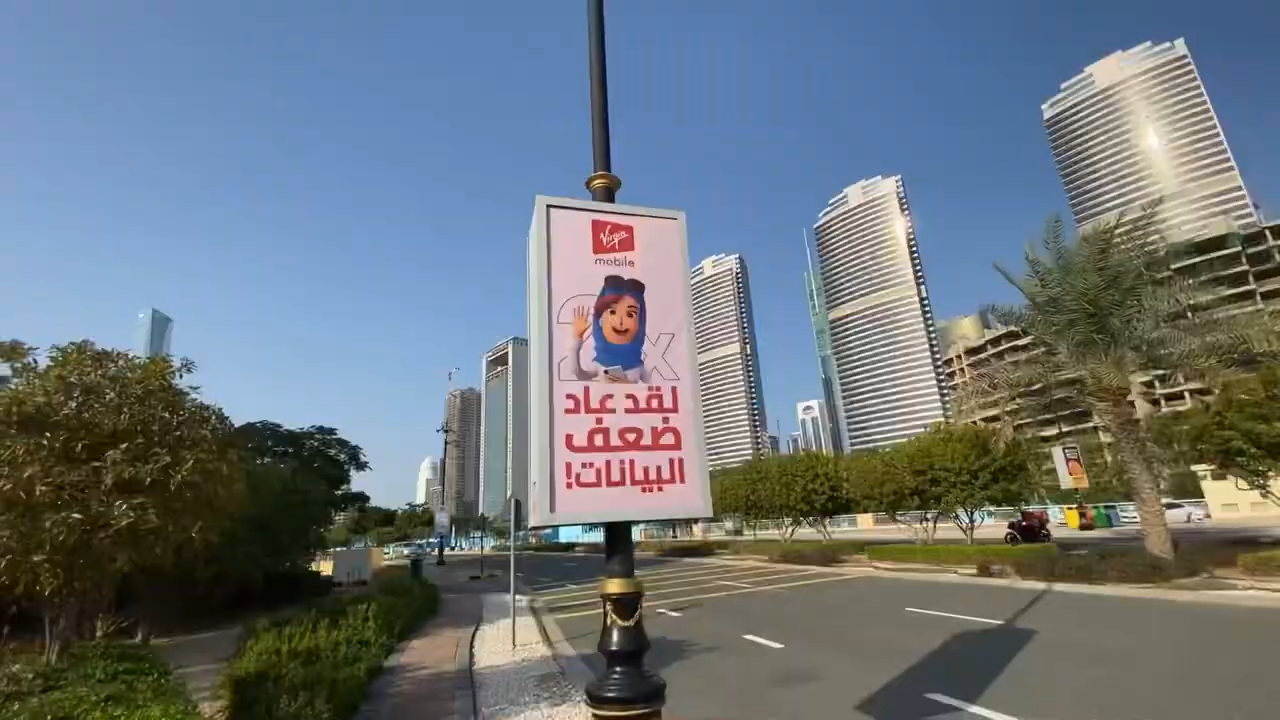 Virgin
mobile
2x
لقد عاد
ضعف
البيانات!